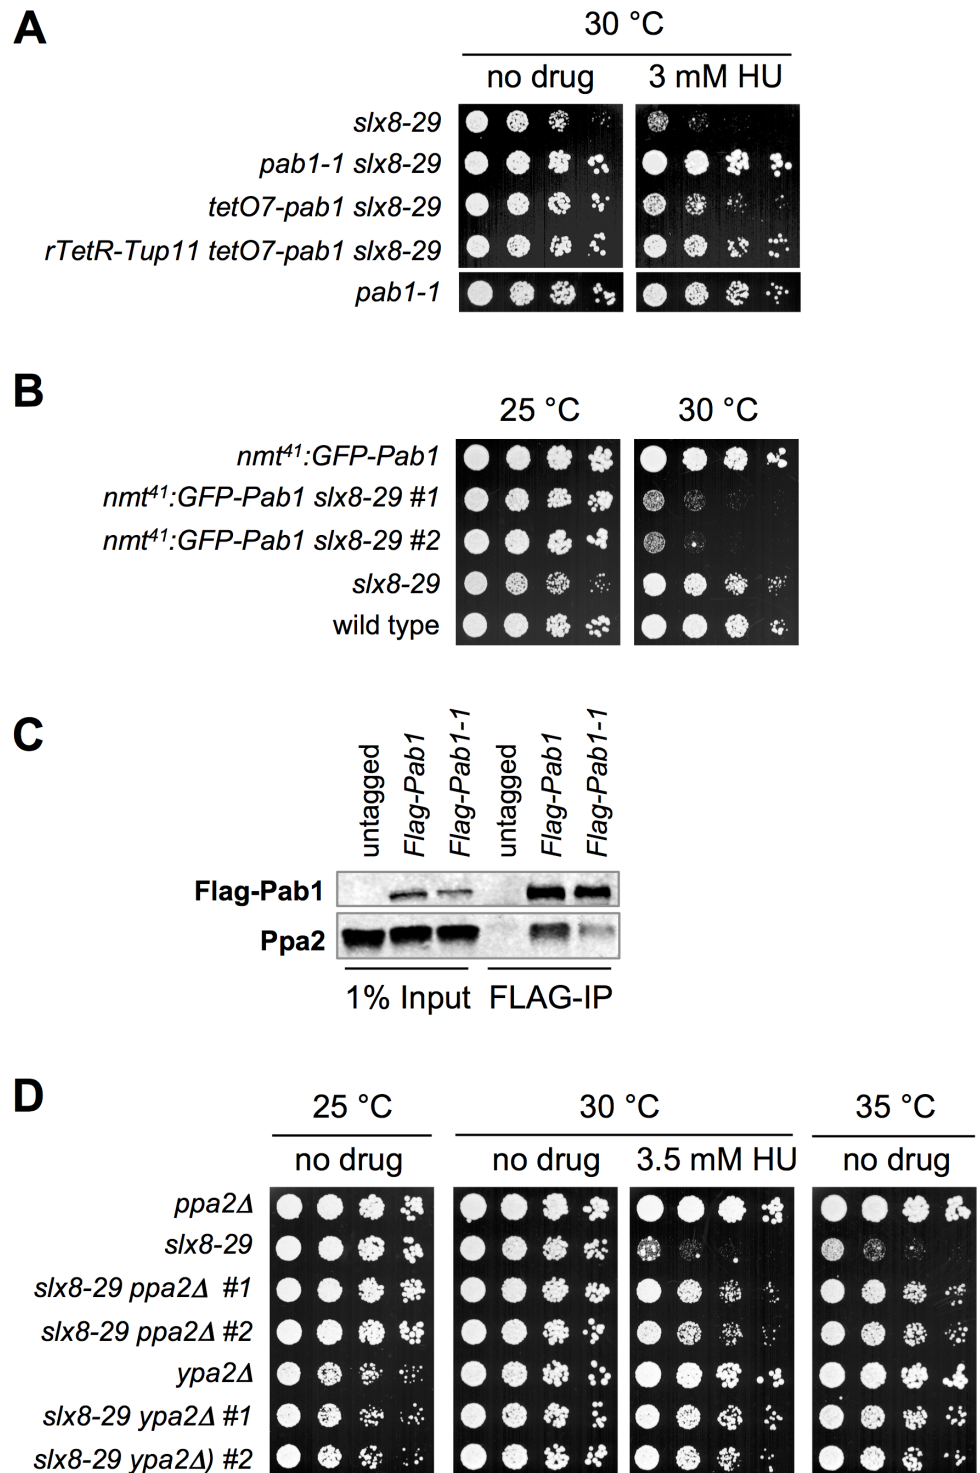 A
30 °C
no drug 3 mM HU
slx8-29
pab1-1 slx8-29
tetO7-pab1 slx8-29
rTetR-Tup11 tetO7-pab1 slx8-29
pab1-1
B
25 °C 30 °C
nmt41:GFP-Pab1
nmt41:GFP-Pab1 slx8-29 #1
nmt41:GFP-Pab1 slx8-29 #2
slx8-29
wild type
C
untagged
Flag-Pab1
Flag-Pab1-1
untagged
Flag-Pab1
Flag-Pab1-1
Flag-Pab1
Ppa2
1% Input FLAG-IP
D
25 °C 30 °C 35 °C
no drug no drug 3.5 mM HU no drug
ppa2Δ
slx8-29
slx8-29 ppa2Δ #1
slx8-29 ppa2Δ #2
ypa2Δ
slx8-29 ypa2Δ #1
slx8-29 ypa2Δ) #2